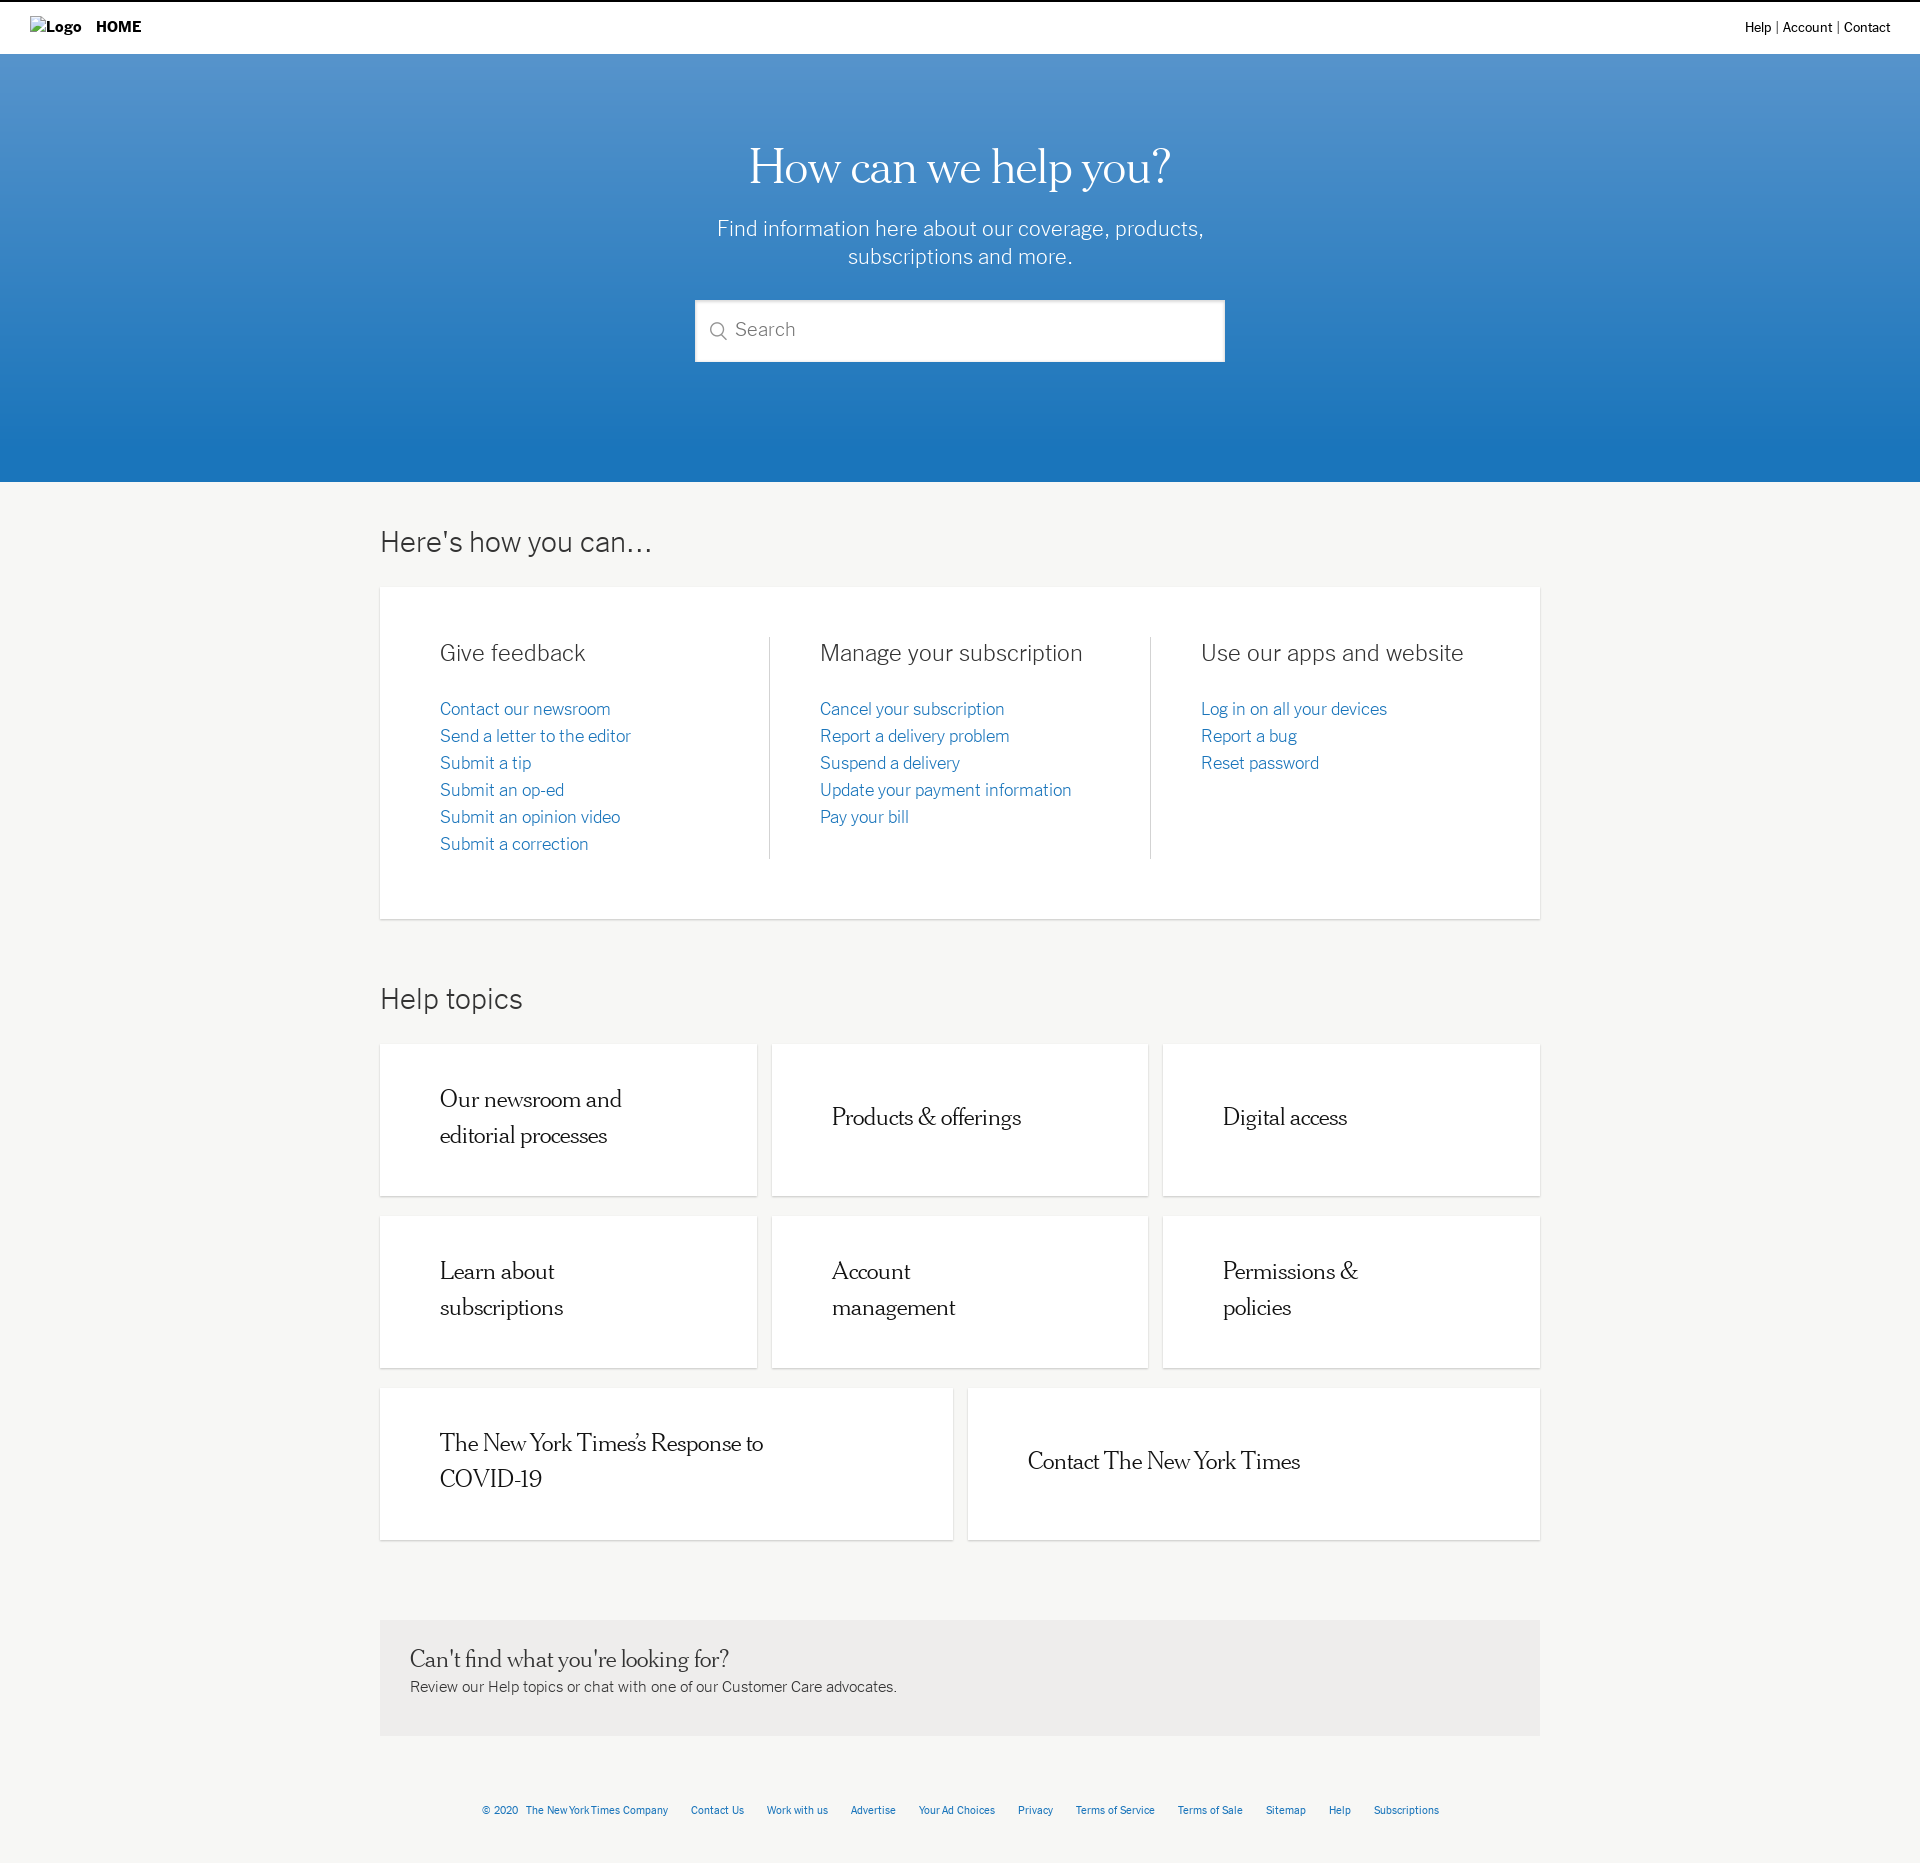 Logo HOME
Help | Account | Contact
How can we help you?
Find information here about our coverage, products,
subscriptions and more.
Search
Here's how you can...
Give feedback
Contact our newsroom
Send a letter to the editor
Submit a tip
Submit an op-ed
Submit an opinion video
Submit a correction
Manage your subscription
Cancel your subscription
Report a delivery problem
Suspend a delivery
Update your payment information
Pay your bill
Use our apps and website
Log in on all your devices
Report a bug
Reset password
Help topics
Our newsroom and
editorial processes
Products & offerings
Digital access
Learn about
subscriptions
Account
management
Permissions &
policies
The New York Times’s Response to
COVID-19
Contact The New York Times
Can't find what you're looking for?
Review our Help topics or chat with one of our Customer Care advocates.
© 2020 The New York Times Company Contact Us Work with us Advertise Your Ad Choices Privacy Terms of Service Terms of Sale Sitemap Help Subscriptions